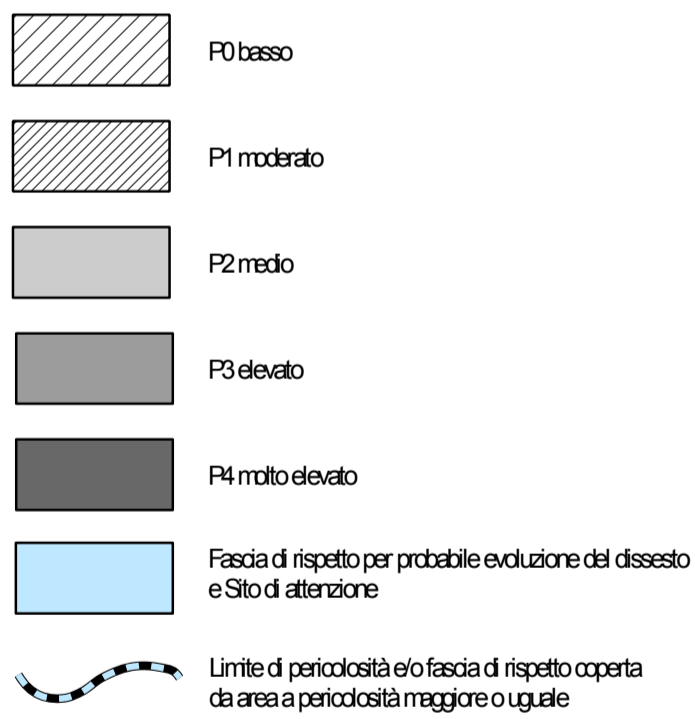 P0 basso
P1 moderato
P2 medio
P3 elevato
P4 molto elevato
Fascia di rispetto per probabile evoluzione del dissesto
e Sito di attenzione
Limite di pericolosità e/o fascia di rispetto coperta
da area a pericolosità maggiore o uguale